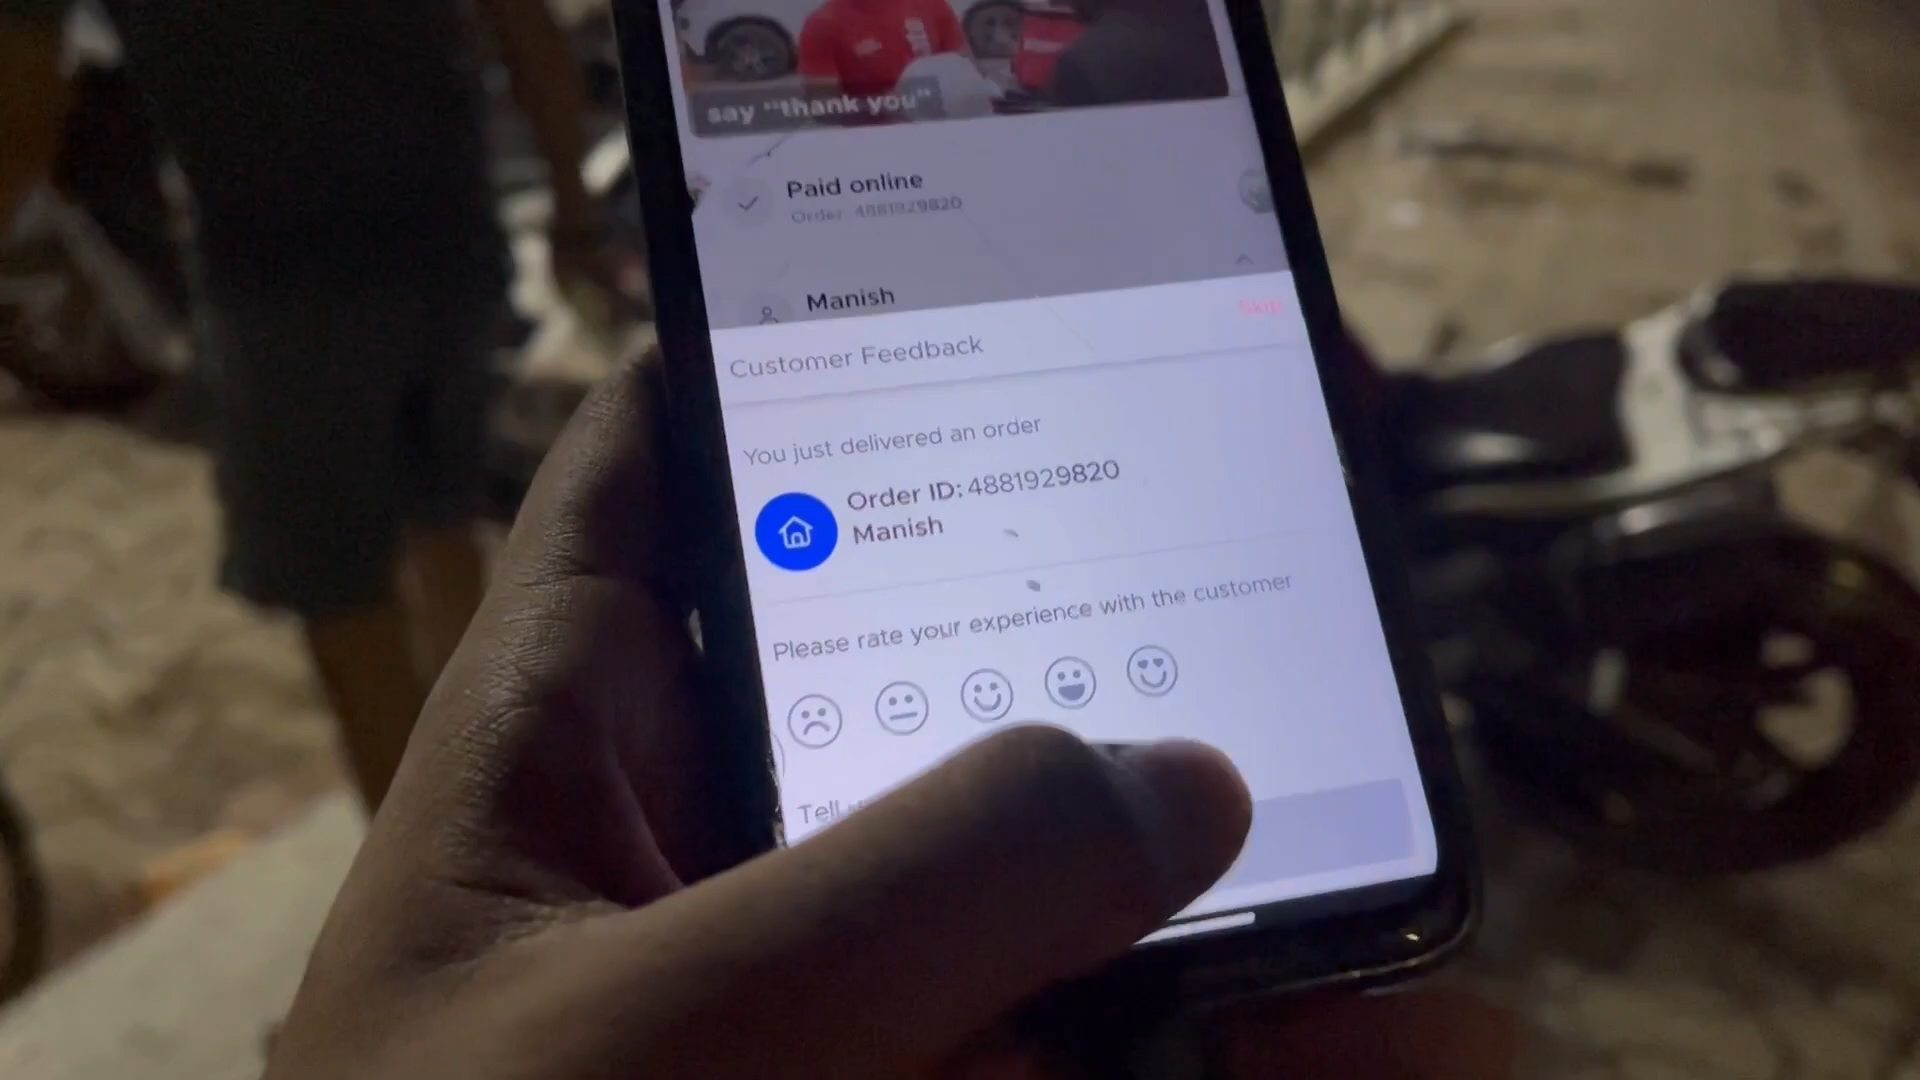 say "thank you"
Paid online
Order: 4881929820
Manish
Skip
Customer Feedback
You just delivered an order
Order ID: 4881929820
Manish
Please rate your experience with the customer
Tell